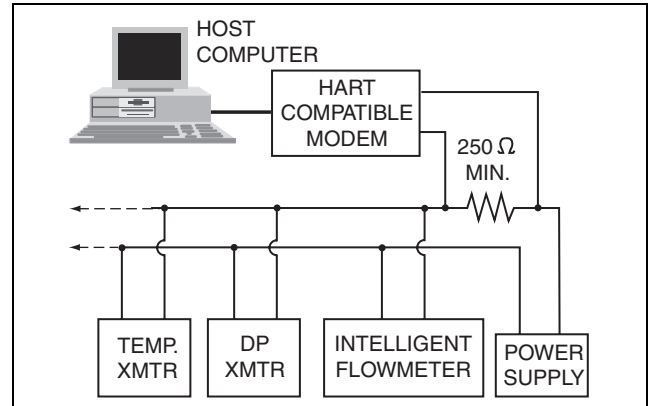 HOST
COMPUTER
HART
COMPATIBLE
MODEM
250 Ω
MIN.
TEMP.
XMTR
DP
XMTR
INTELLIGENT
FLOWMETER
POWER
SUPPLY